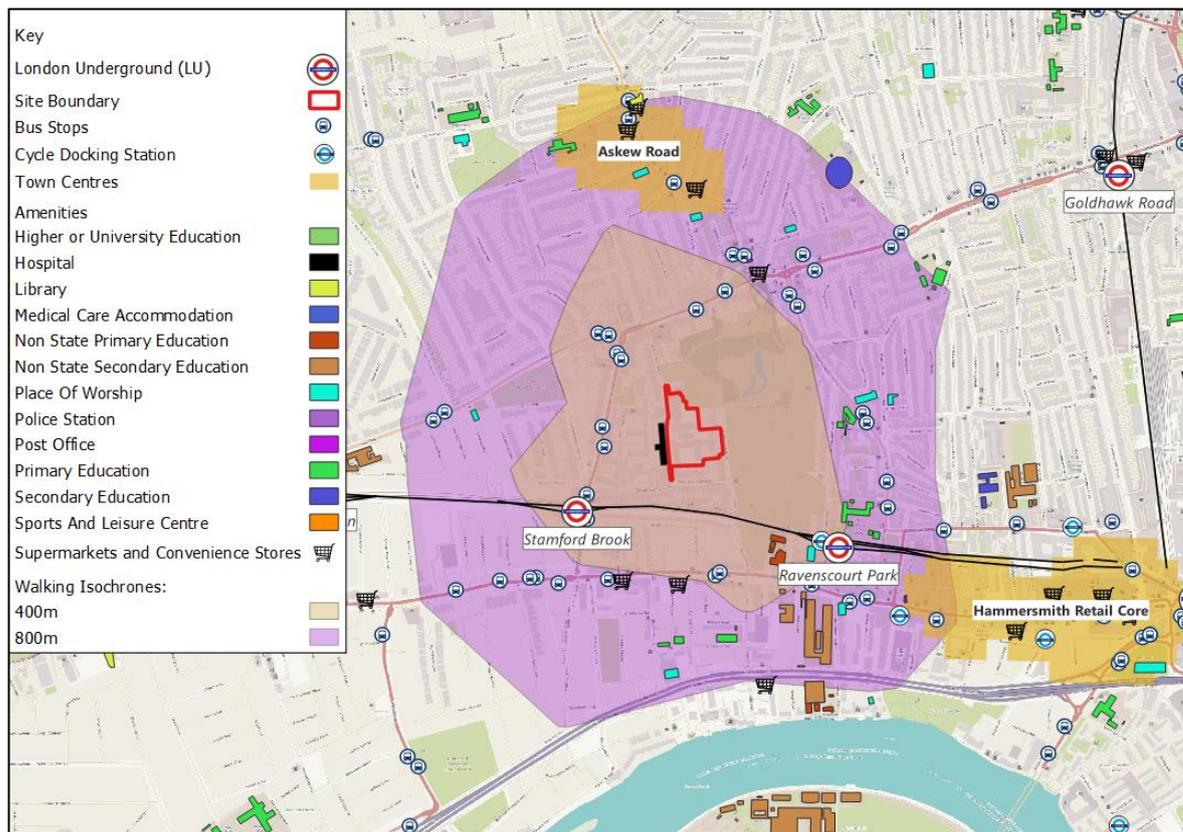 Key
London Underground (LU)
Site Boundary
Bus Stops
Cycle Docking Station
Town Centres
Amenities
Higher or University Education
Hospital
Library
Medical Care Accommodation
Non State Primary Education
Non State Secondary Education
Place Of Worship
Police Station
Post Office
Primary Education
Secondary Education
Sports And Leisure Centre
Supermarkets and Convenience Stores
Walking Isochrones:
400m
800m
Askew Road
Goldhawk Road
Stamford Brook
Ravenscourt Park
Hammersmith Retail Core